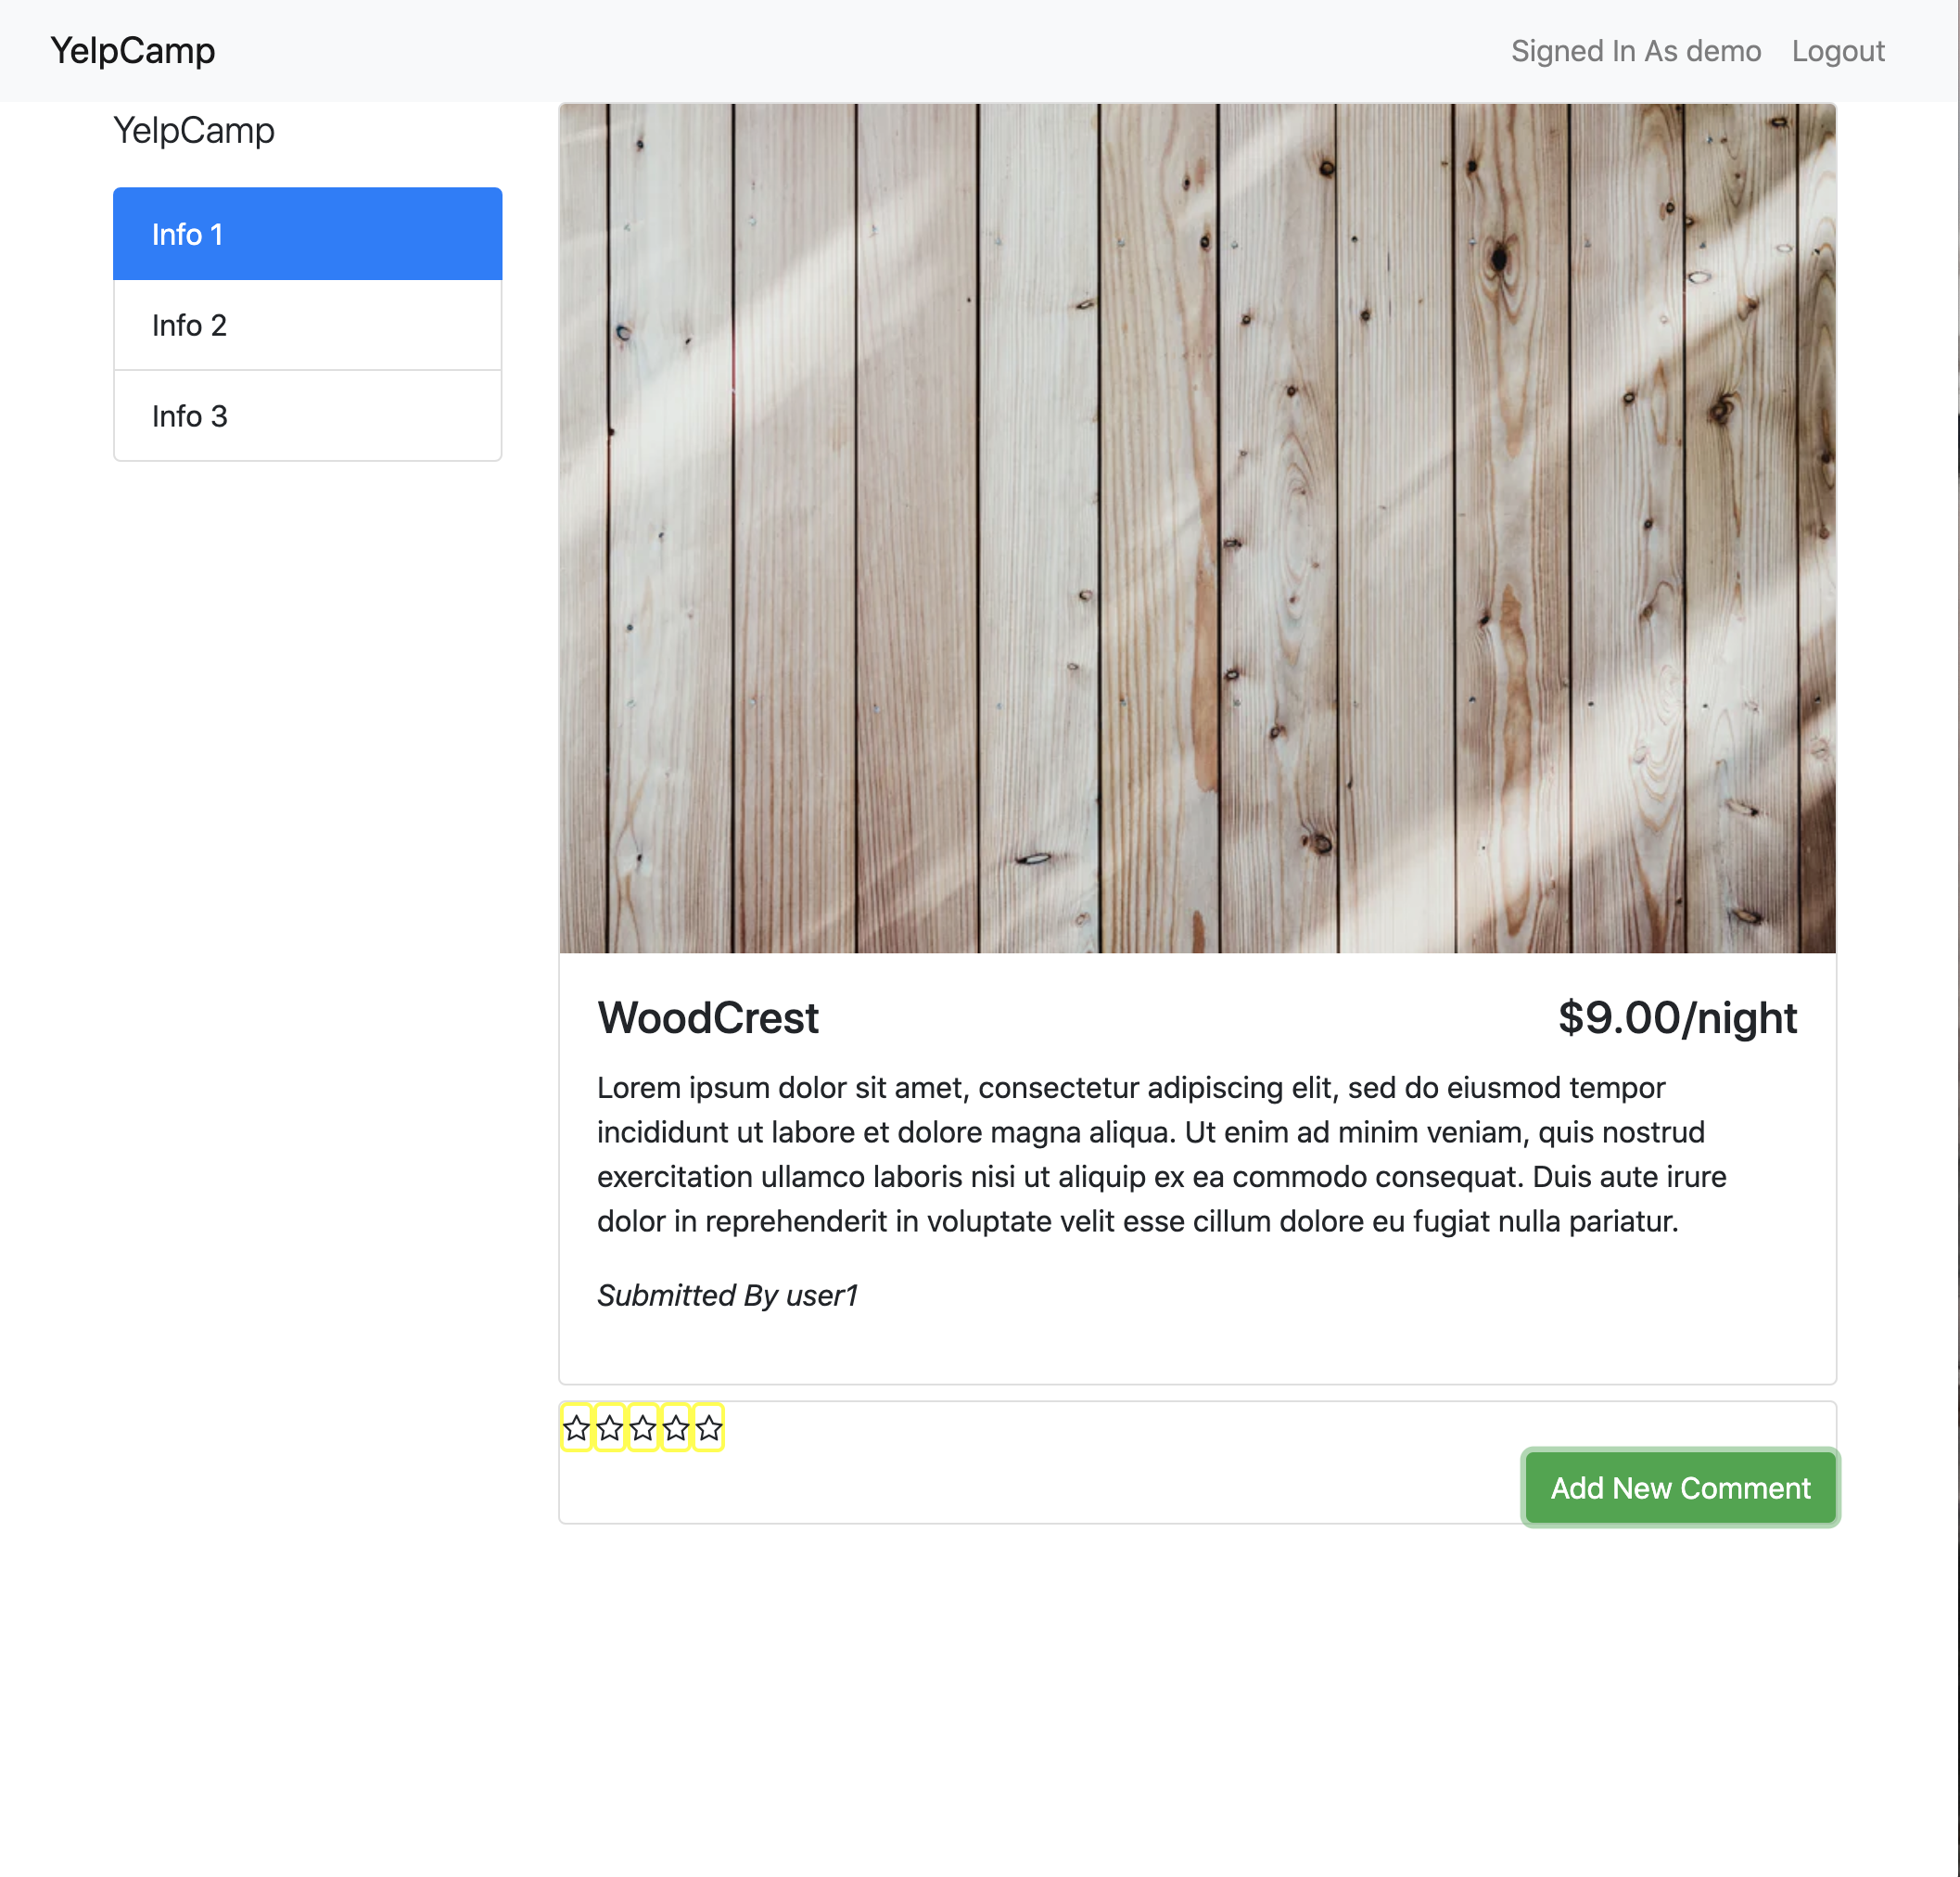 YelpCamp
Signed In As demo Logout
YelpCamp
Info 1
Info 2
Info 3
WoodCrest
$9.00/night
Lorem ipsum dolor sit amet, consectetur adipiscing elit, sed do eiusmod tempor
incididunt ut labore et dolore magna aliqua. Ut enim ad minim veniam, quis nostrud
exercitation ullamco laboris nisi ut aliquip ex ea commodo consequat. Duis aute irure
dolor in reprehenderit in voluptate velit esse cillum dolore eu fugiat nulla pariatur.
Submitted By user1
Add New Comment